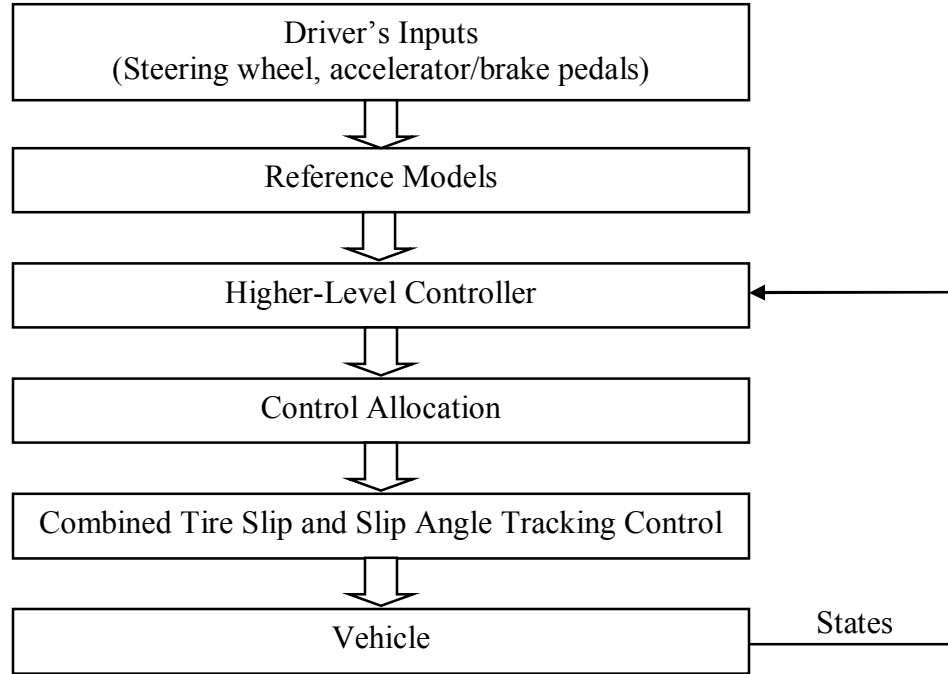 Driver’s Inputs
(Steering wheel, accelerator/brake pedals)
Reference Models
Higher-Level Controller
Control Allocation
Combined Tire Slip and Slip Angle Tracking Control
Vehicle
States